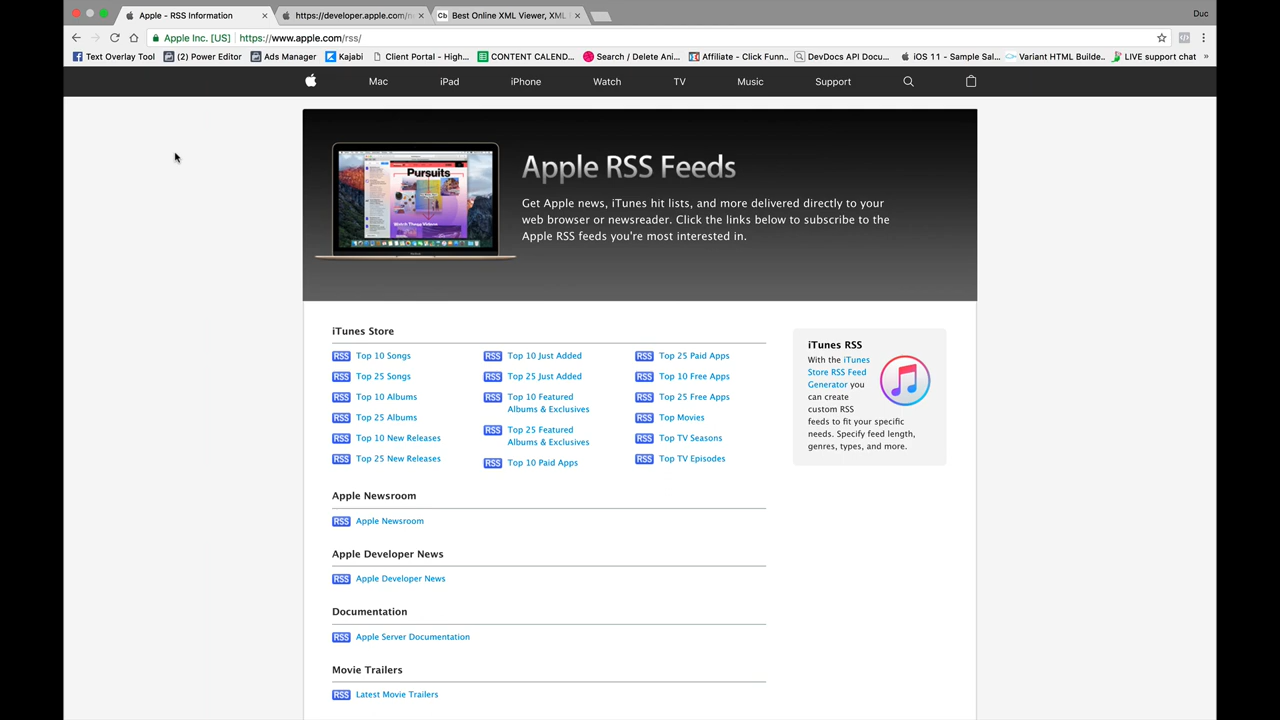 Apple - RSS Information
https://developer.apple.com/n
Best Online XML Viewer, XML
Duc
Apple Inc. [US]
https://www.apple.com/rss/
Text Overlay Tool
(2) Power Editor
Ads Manager
Kajabi
Client Portal - High...
CONTENT CALEND...
Search / Delete Ani...
Affiliate - Click Funn..
DevDocs API Docu...
iOS 11 - Sample Sal...
Variant HTML Builde..
LIVE support chat
»
Mac
iPad
iPhone
Watch
TV
Music
Support
Pursuits
Apple RSS Feeds
Get Apple news, iTunes hit lists, and more delivered directly to your
web browser or newsreader. Click the links below to subscribe to the
Apple RSS feeds you're most interested in.
iTunes Store
RSS Top 10 Songs
RSS Top 25 Songs
RSS Top 10 Albums
RSS Top 25 Albums
RSS Top 10 New Releases
RSS Top 25 New Releases
RSS Top 10 Just Added
RSS Top 25 Just Added
RSS Top 10 Featured
Albums & Exclusives
RSS Top 25 Featured
Albums & Exclusives
RSS Top 10 Paid Apps
RSS Top 25 Paid Apps
RSS Top 10 Free Apps
RSS Top 25 Free Apps
RSS Top Movies
RSS Top TV Seasons
RSS Top TV Episodes
iTunes RSS
With the iTunes
Store RSS Feed
Generator you
can create
custom RSS
feeds to fit your specific
needs. Specify feed length,
genres, types, and more.
Apple Newsroom
RSS Apple Newsroom
Apple Developer News
RSS Apple Developer News
Documentation
RSS Apple Server Documentation
Movie Trailers
RSS Latest Movie Trailers